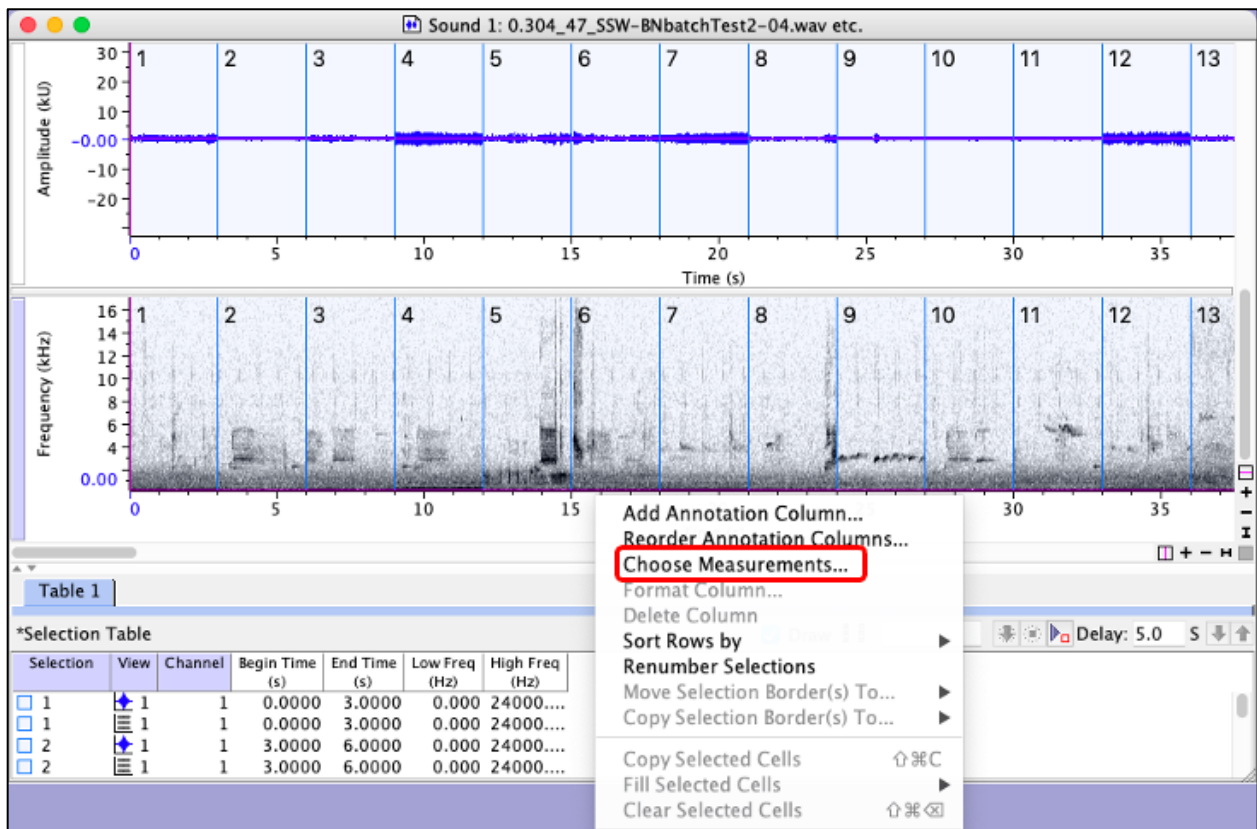 Sound 1: 0.304_47_SSW-BNbatchTest2-04.wav etc.
1 2 3 4 5 6 7 8 9 10 11 12 13
30
20
10
-0.00
-10
-20
Amplitude (kU)
0 5 10 15 20 25 30 35
Time (s)
1 2 3 4 5 6 7 8 9 10 11 12 13
16
14
12
10
8
6
4
0.00
Frequency (kHz)
0 5 10 15 30 35
Add Annotation Column...
Reorder Annotation Columns...
Choose Measurements...
Format Column...
Delete Column
Sort Rows by
Renumber Selections
Move Selection Border(s) To...
Copy Selection Border(s) To...
Copy Selected Cells ⇧⌘C
Fill Selected Cells
Clear Selected Cells ⇧⌘⌫
Table 1
*Selection Table
Delay: 5.0 S
Selection View Channel Begin Time (s) End Time (s) Low Freq (Hz) High Freq (Hz)
1 1 1 0.0000 3.0000 0.000 24000....
1 1 1 0.0000 3.0000 0.000 24000....
2 1 1 3.0000 6.0000 0.000 24000....
2 1 1 3.0000 6.0000 0.000 24000....